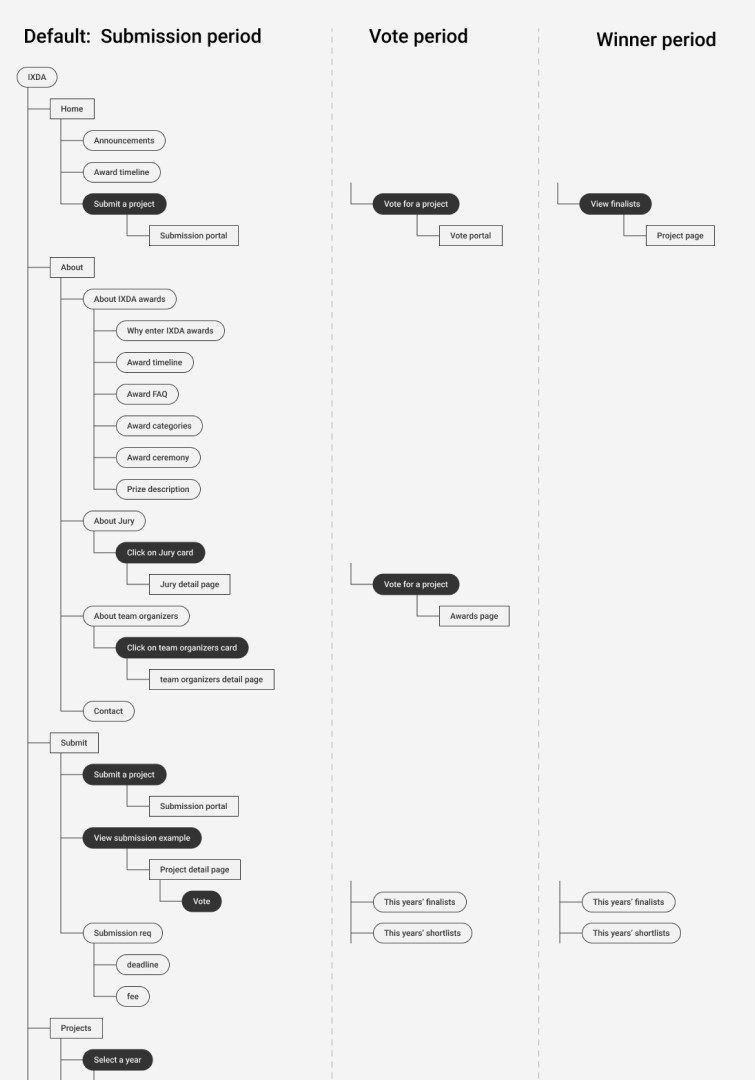 Default: Submission period
Vote period
Winner period
IXDA
Home
Announcements
Award timeline
Submit a project
Vote for a project
View finalists
Submission portal
Vote portal
Project page
About
About IXDA awards
Why enter IXDA awards
Award timeline
Award FAQ
Award categories
Award ceremony
Prize description
About Jury
Click on Jury card
Jury detail page
Vote for a project
About team organizers
Awards page
Click on team organizers card
team organizers detail page
Contact
Submit
Submit a project
Submission portal
View submission example
Project detail page
Vote
This years' finalists
This years' finalists
Submission req
This years' shortlists
This years' shortlists
deadline
fee
Projects
Select a year